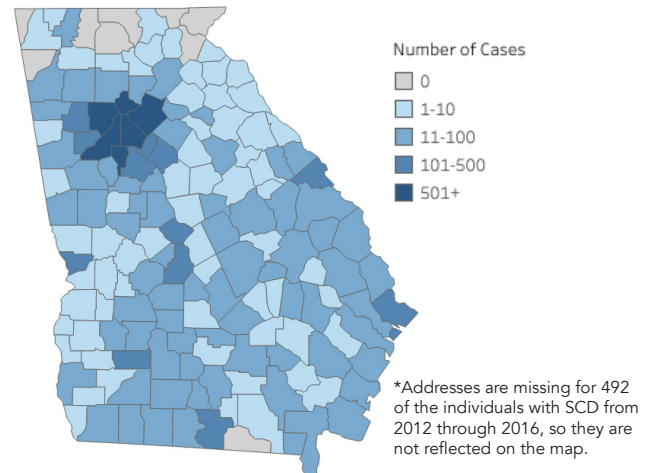 Number of Cases
0
1-10
11-100
101-500
501+
*Addresses are missing for 492
of the individuals with SCD from
2012 through 2016, so they are
not reflected on the map.